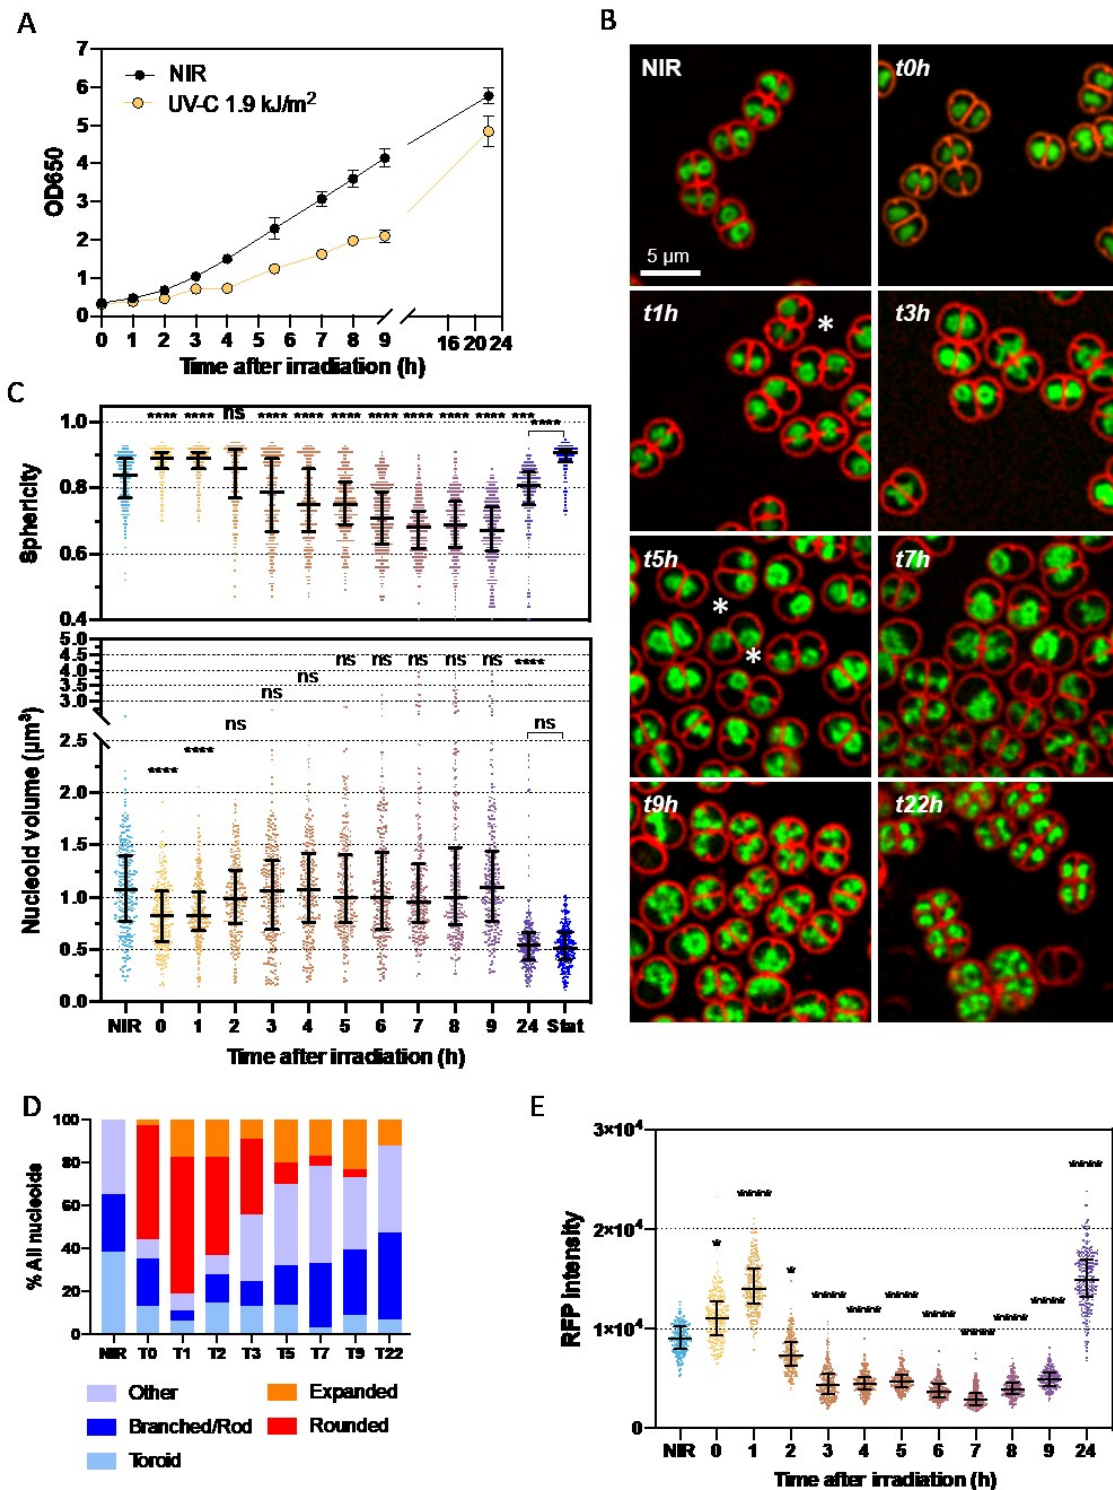 A
7
6
5
4
3
2
1
0
OD650
NIR
UV-C 1.9 kJ/m²
0 1 2 3 4 5 6 7 8 9 16 20 24
Time after irradiation (h)
B
NIR
5 µm
t0h
t1h
*
t3h
t5h
*
*
t7h
t9h
t22h
C
**** **** ns **** **** **** **** **** **** **** *** ****
1.0
0.8
0.6
0.4
Sphericity
5.0
4.5
4.0
3.5
3.0
2.5
2.0
1.5
1.0
0.5
0.0
Nucleoid volume (µm³)
**** **** ns ns ns ns ns ns ns ns **** ns
NIR 0 1 2 3 4 5 6 7 8 9 24 Stat
Time after irradiation (h)
D
100
80
60
40
20
0
% All nucleoids
NIR T0 T1 T2 T3 T5 T7 T9 T22
Other
Expanded
Branched/Rod
Rounded
Toroid
E
3×10⁴
2×10⁴
1×10⁴
0
RFP intensity
* **** * **** **** **** **** **** **** **** ****
NIR 0 1 2 3 4 5 6 7 8 9 24
Time after irradiation (h)